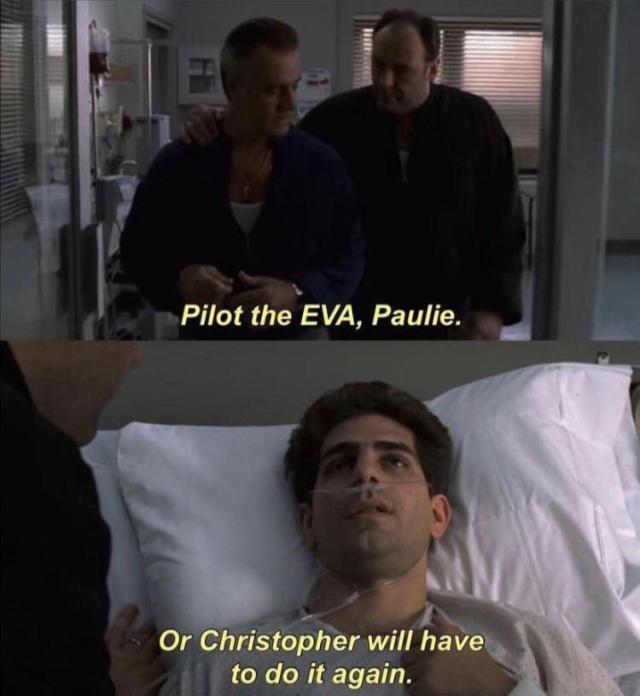 Pilot the EVA, Paulie.
Or Christopher will have
to do it again.